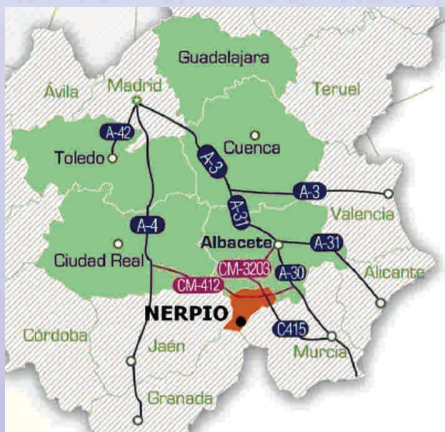 Guadalajara
Ávila
Madrid
Teruel
A-42
Toledo
Cuenca
A-3
A-3
A-31
Valencia
A-4
Albacete
A-31
Ciudad Real
CM-3203
A-30
CM-412
Alicante
NERPIO
C415
Córdoba
Jaén
Murcia
Granada